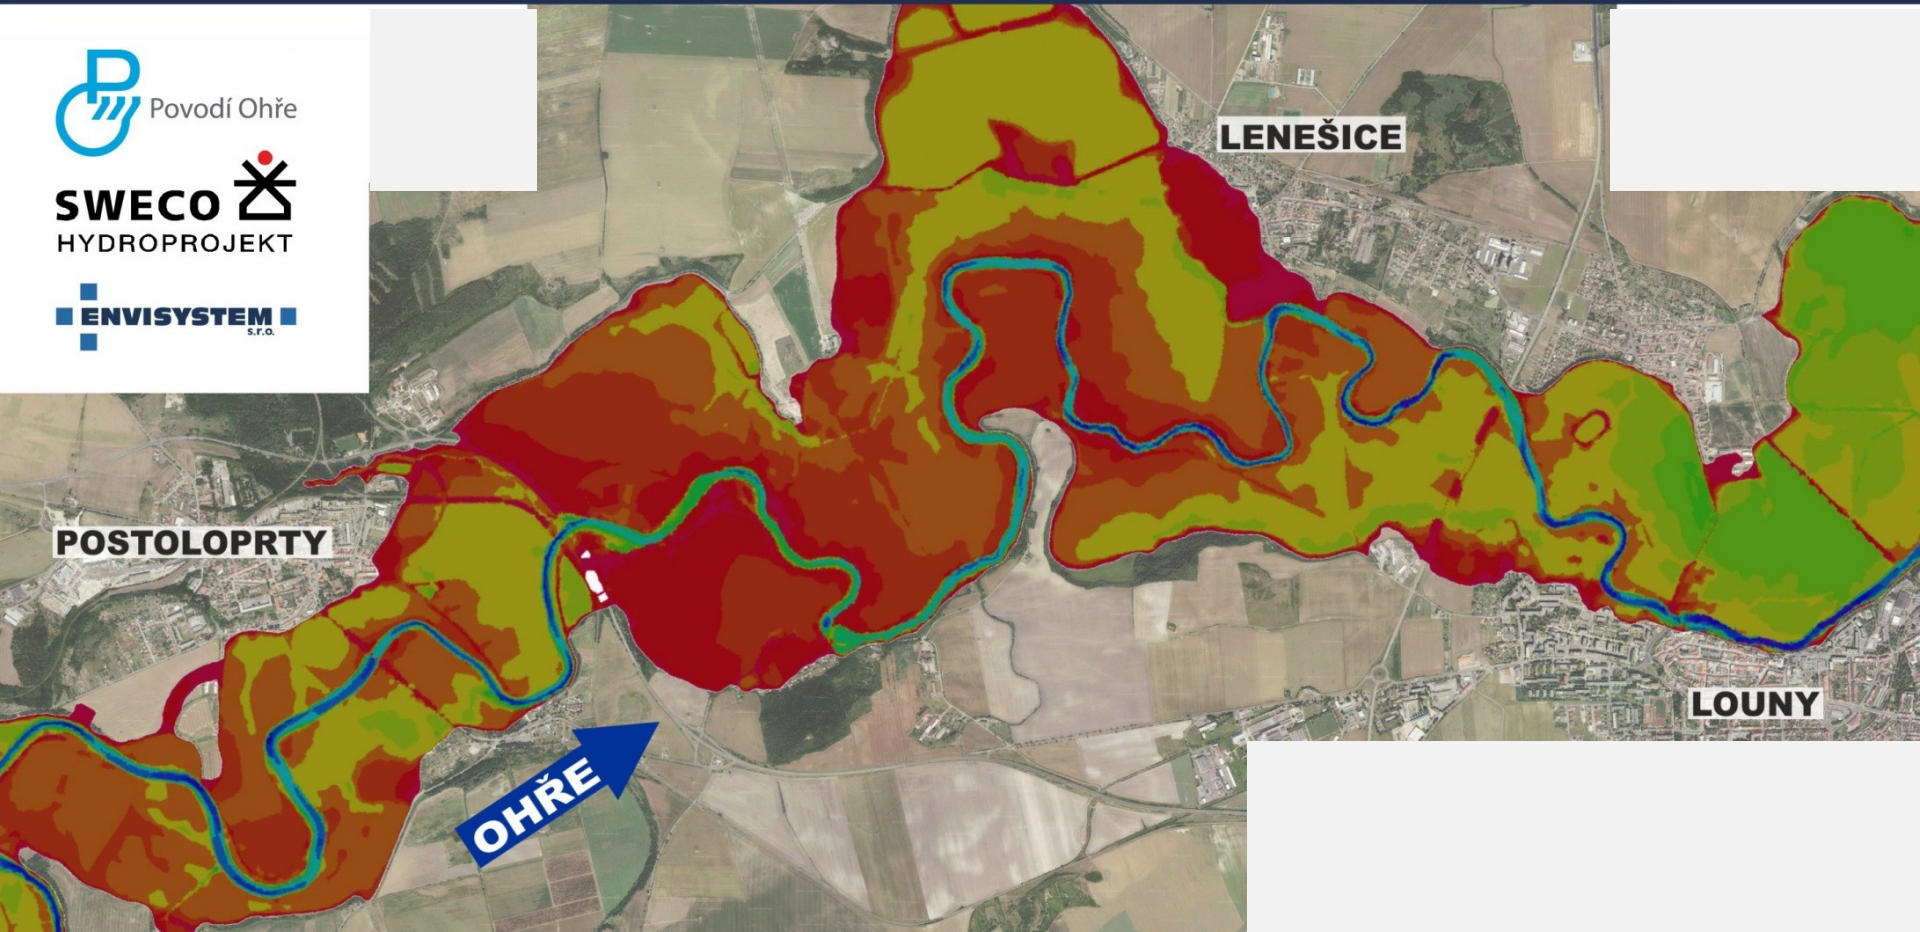 Povodí Ohře
SWECO
HYDROPROJEKT
ENVISYSTEM
s.r.o.
LENEŠICE
POSTOLOPRTY
LOUNY
OHŘE